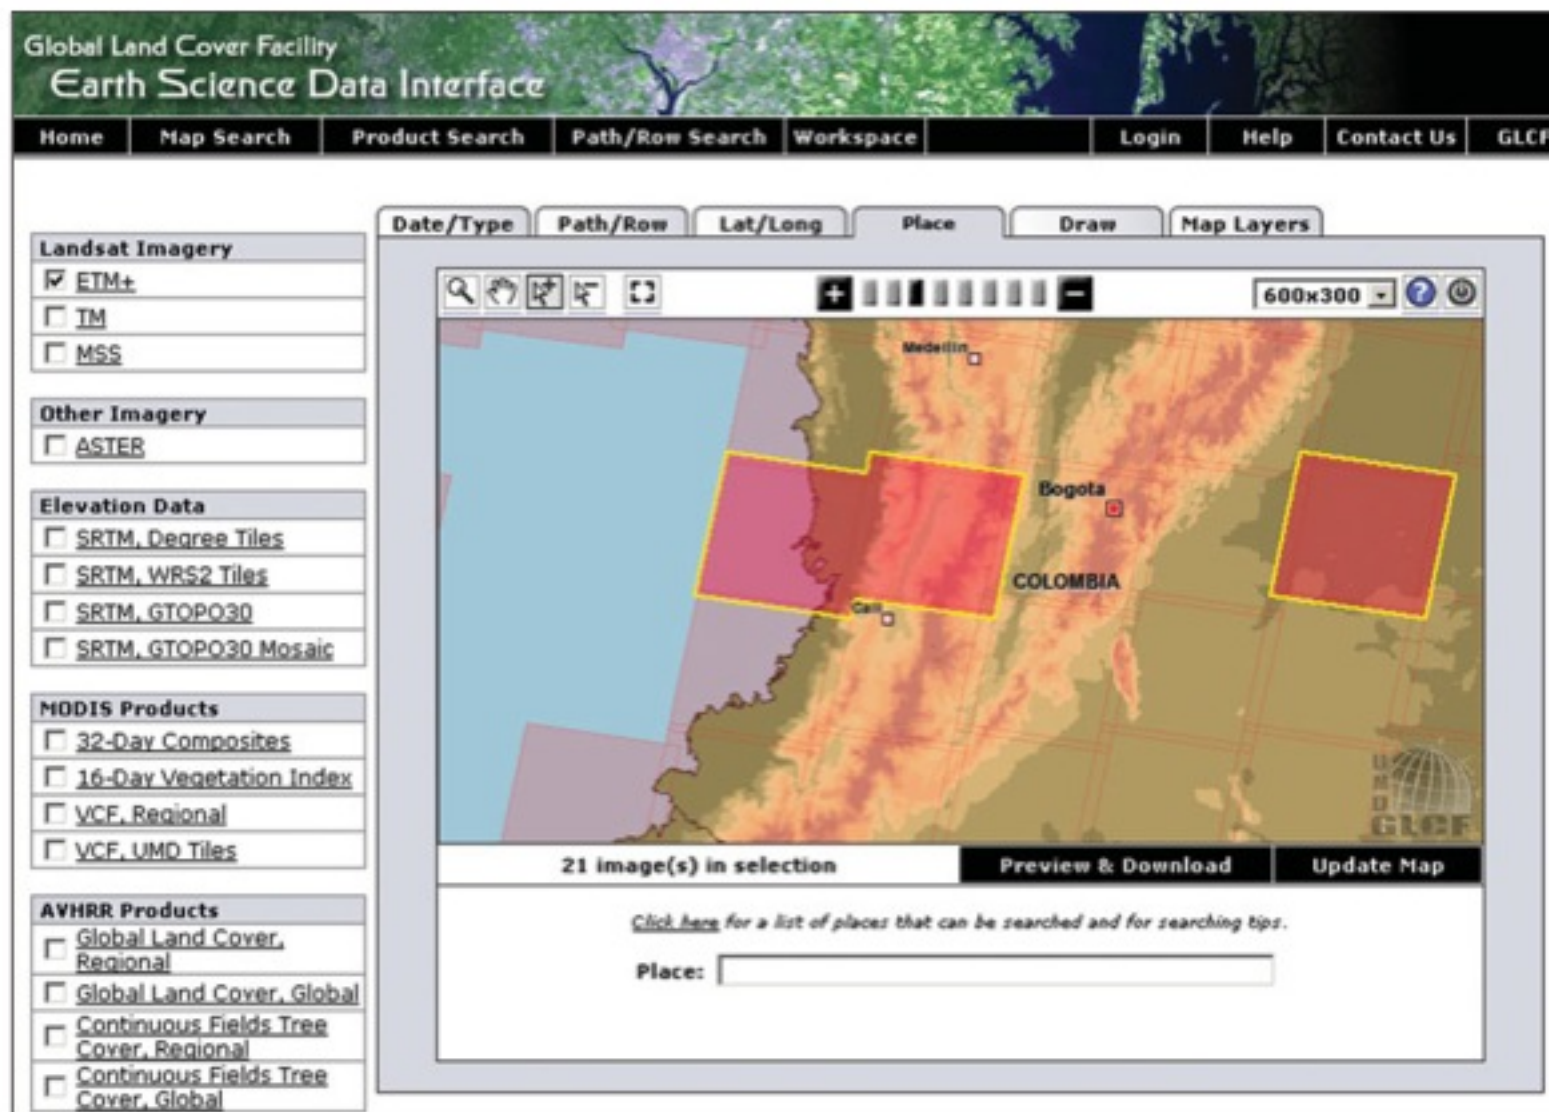 Global Land Cover Facility
Earth Science Data Interface
Home Map Search Product Search Path/Row Search Workspace Login Help Contact Us GLCF
Date/Type Path/Row Lat/Long Place Draw Map Layers
Landsat Imagery
ETM+
TM
MSS
Other Imagery
ASTER
Elevation Data
SRTM, Degree Tiles
SRTM, WRS2 Tiles
SRTM, GTOPO30
SRTM, GTOPO30 Mosaic
MODIS Products
32-Day Composites
16-Day Vegetation Index
VCF, Regional
VCF, UMD Tiles
AVHRR Products
Global Land Cover,
Regional
Global Land Cover, Global
Continuous Fields Tree
Cover, Regional
Continuous Fields Tree
Cover, Global
600x300
Medellin
Bogota
COLOMBIA
Cali
GLCF
21 image(s) in selection Preview & Download Update Map
Click here for a list of places that can be searched and for searching tips.
Place: